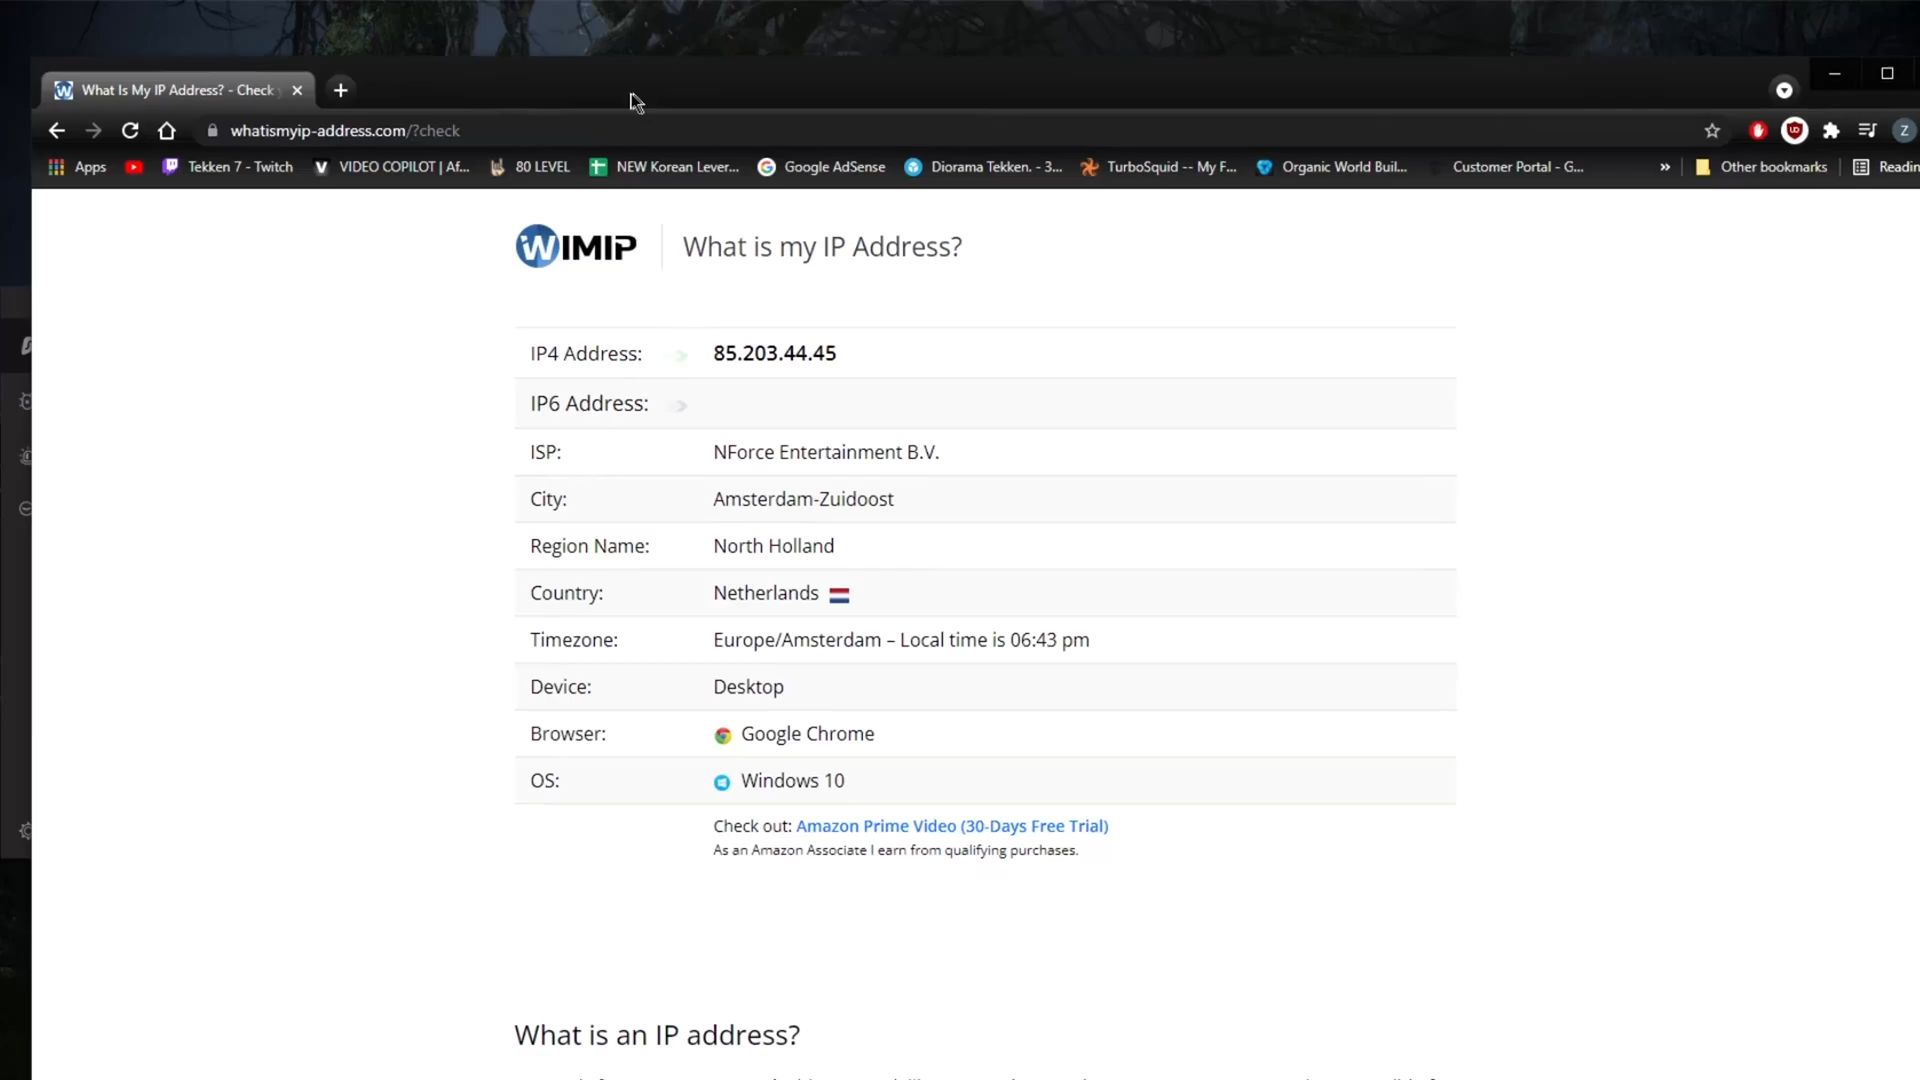 What Is My IP Address? - Check
whatismyip-address.com/?check
Z
Apps
Tekken 7 - Twitch
VIDEO COPILOT | Af...
80 LEVEL
NEW Korean Lever...
Google AdSense
Diorama Tekken. - 3...
TurboSquid -- My F...
Organic World Buil...
Customer Portal - G...
»
Other bookmarks
Readin
WIMIP
What is my IP Address?
IP4 Address: 85.203.44.45
IP6 Address:
ISP: NForce Entertainment B.V.
City: Amsterdam-Zuidoost
Region Name: North Holland
Country: Netherlands
Timezone: Europe/Amsterdam – Local time is 06:43 pm
Device: Desktop
Browser: Google Chrome
OS: Windows 10
Check out: Amazon Prime Video (30-Days Free Trial)
As an Amazon Associate I earn from qualifying purchases.
What is an IP address?